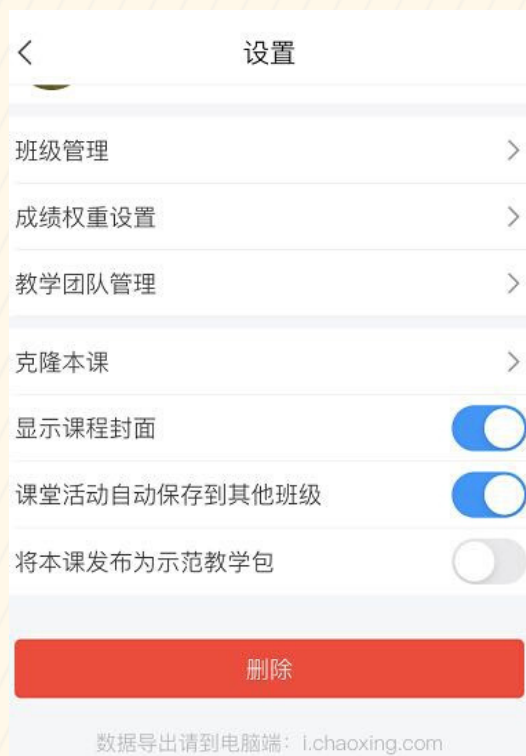 设置
班级管理
成绩权重设置
教学团队管理
克隆本课
显示课程封面
课堂活动自动保存到其他班级
将本课发布为示范教学包
删除
数据导出请到电脑端：i.chaoxing.com